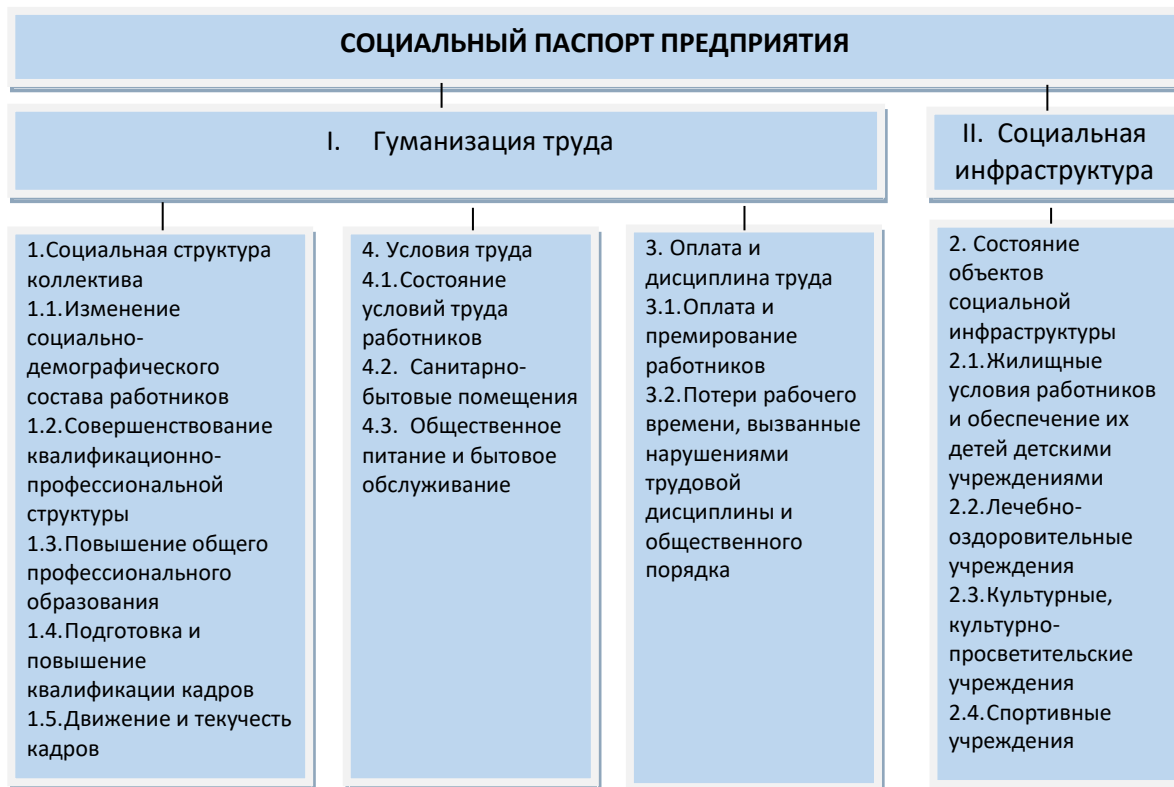 СОЦИАЛЬНЫЙ ПАСПОРТ ПРЕДПРИЯТИЯ
I. Гуманизация труда
II. Социальная
инфраструктура
1.Социальная структура
коллектива
1.1.Изменение
социально-
демографического
состава работников
1.2.Совершенствование
квалификационно-
профессиональной
структуры
1.3.Повышение общего
профессионального
образования
1.4.Подготовка и
повышение
квалификации кадров
1.5.Движение и текучесть
кадров
4. Условия труда
4.1.Состояние
условий труда
работников
4.2. Санитарно-
бытовые помещения
4.3. Общественное
питание и бытовое
обслуживание
3. Оплата и
дисциплина труда
3.1.Оплата и
премирование
работников
3.2.Потери рабочего
времени, вызванные
нарушениями
трудовой
дисциплины и
общественного
порядка
2. Состояние
объектов
социальной
инфраструктуры
2.1.Жилищные
условия работников
и обеспечение их
детей детскими
учреждениями
2.2.Лечебно-
оздоровительные
учреждения
2.3.Культурные,
культурно-
просветительские
учреждения
2.4.Спортивные
учреждения